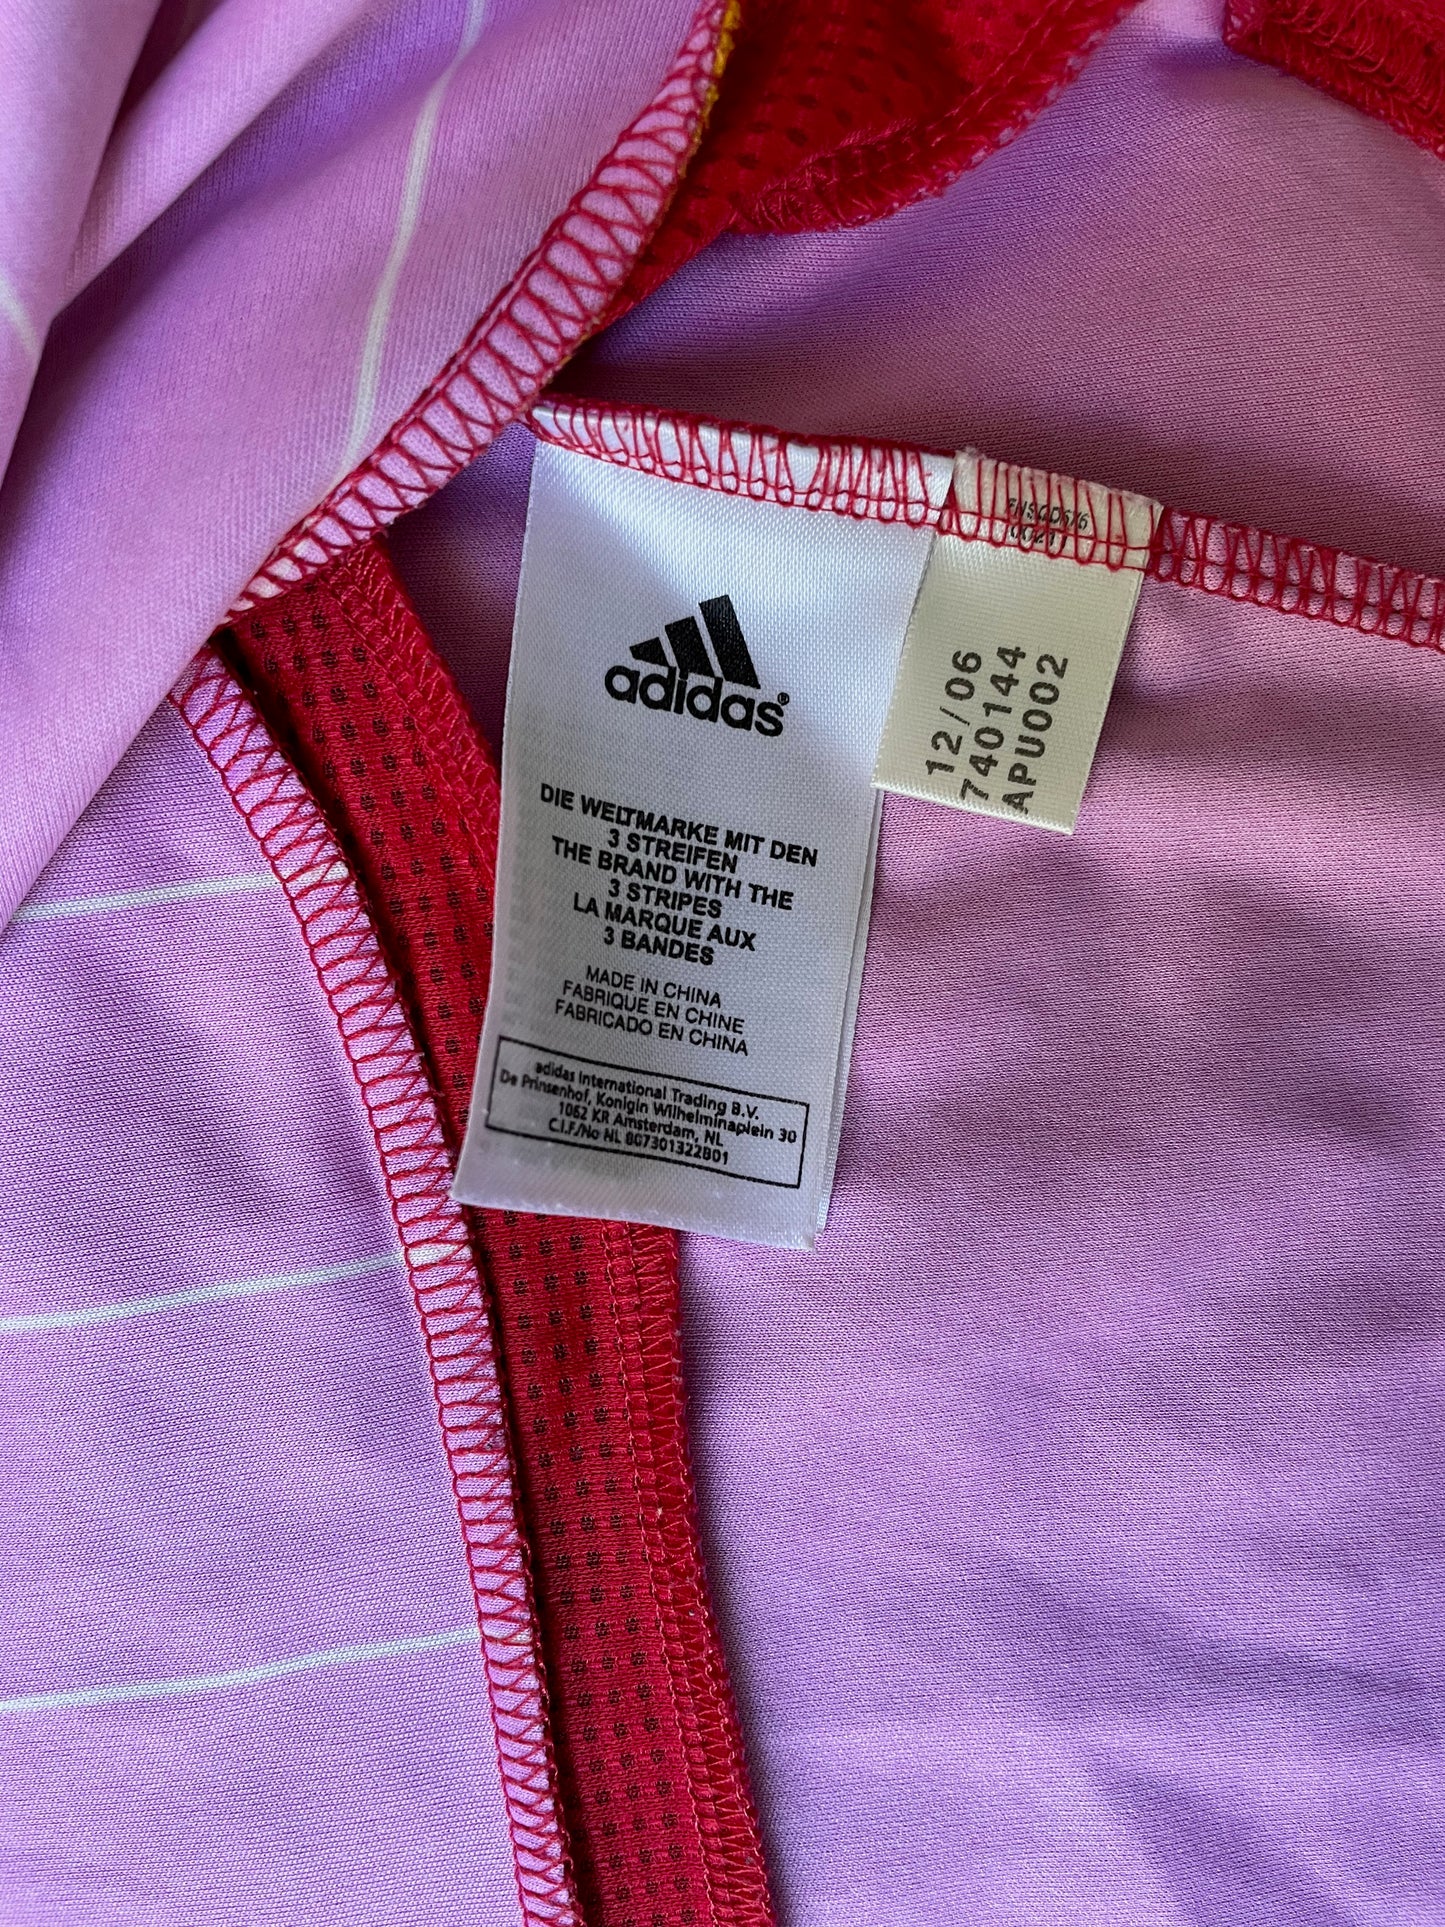 adidas
DIE WELTMARKE MIT DEN
3 STREIFEN
THE BRAND WITH THE
3 STRIPES
LA MARQUE AUX
3 BANDES
MADE IN CHINA
FABRIQUE EN CHINE
FABRICADO EN CHINA
adidas International Trading B.V.
De Prinsenhof, Konigin Wilhelminaplein 30
1062 KR Amsterdam, NL
C.I.F./No NL 807301322B01
12/06
740144
APU002